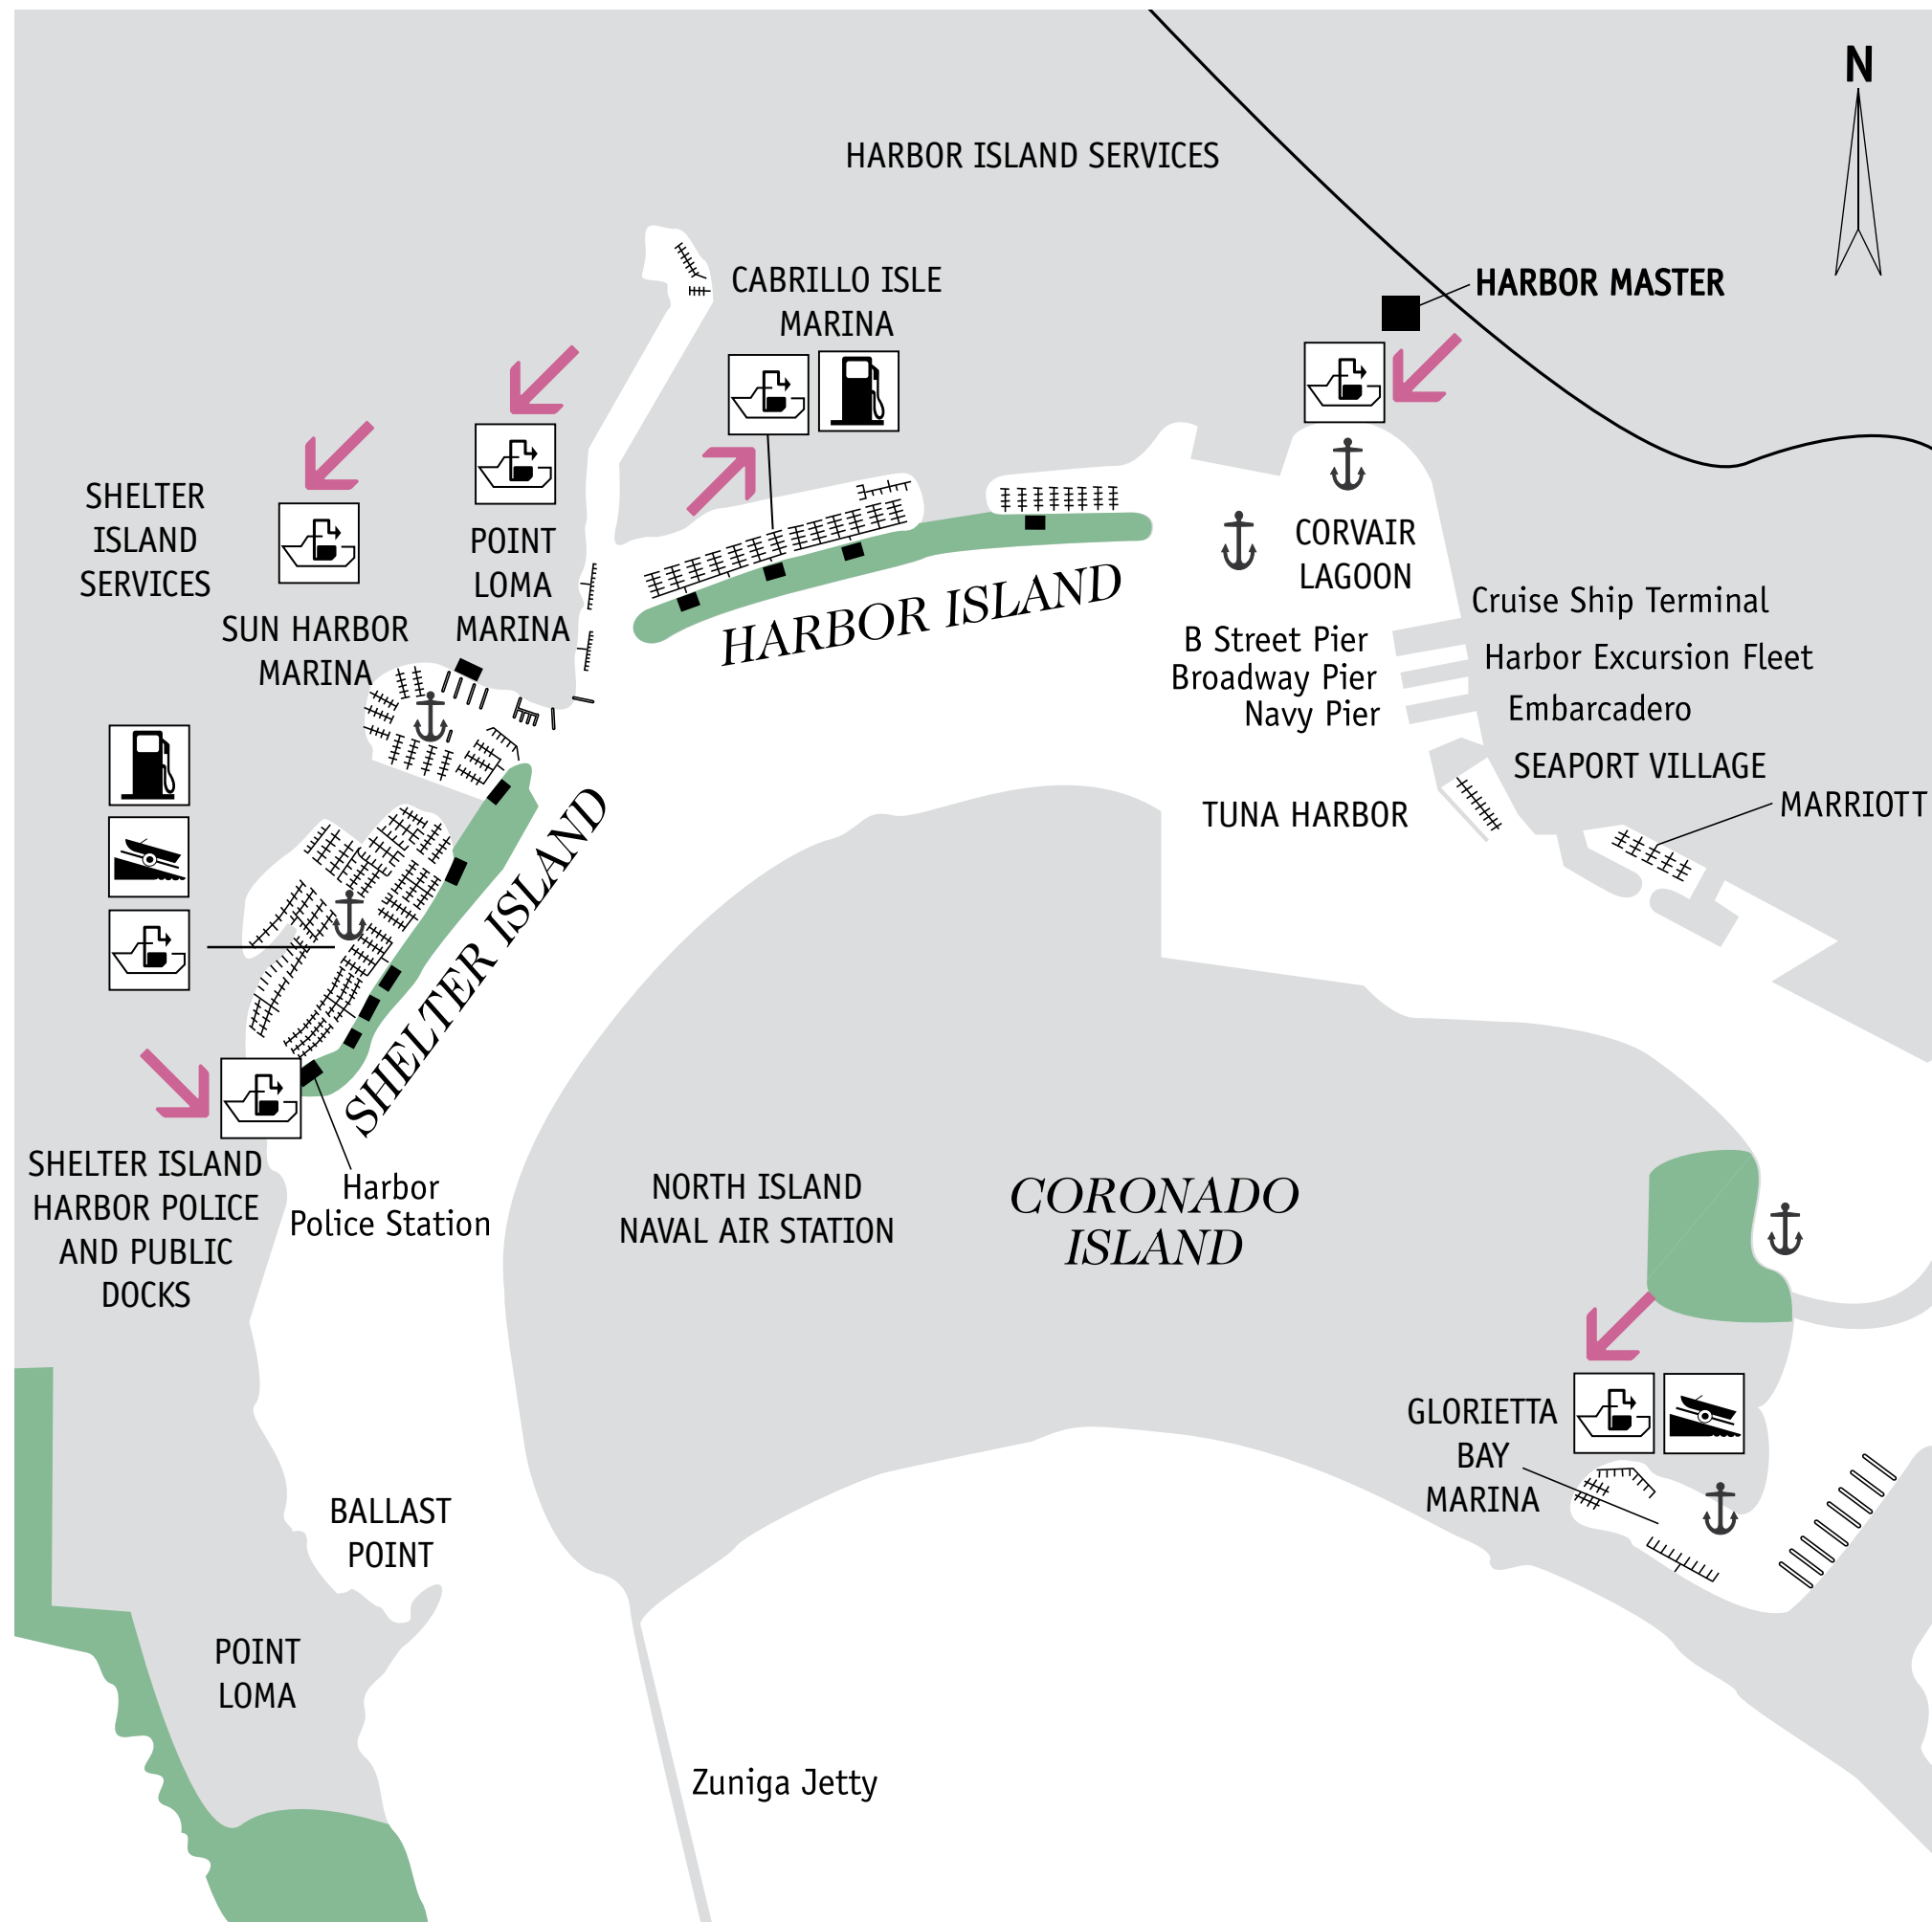 N
HARBOR ISLAND SERVICES
CABRILLO ISLE
MARINA
HARBOR MASTER
SHELTER
ISLAND
SERVICES
SUN HARBOR
MARINA
POINT
LOMA
MARINA
HARBOR ISLAND
CORVAIR
LAGOON
Cruise Ship Terminal
B Street Pier
Harbor Excursion Fleet
Broadway Pier
Navy Pier
Embarcadero
SEAPORT VILLAGE
MARRIOTT
TUNA HARBOR
SHELTER ISLAND
SHELTER ISLAND
HARBOR POLICE
AND PUBLIC
DOCKS
Harbor
Police Station
NORTH ISLAND
NAVAL AIR STATION
CORONADO
ISLAND
GLORIETTA
BAY
MARINA
BALLAST
POINT
POINT
LOMA
Zuniga Jetty